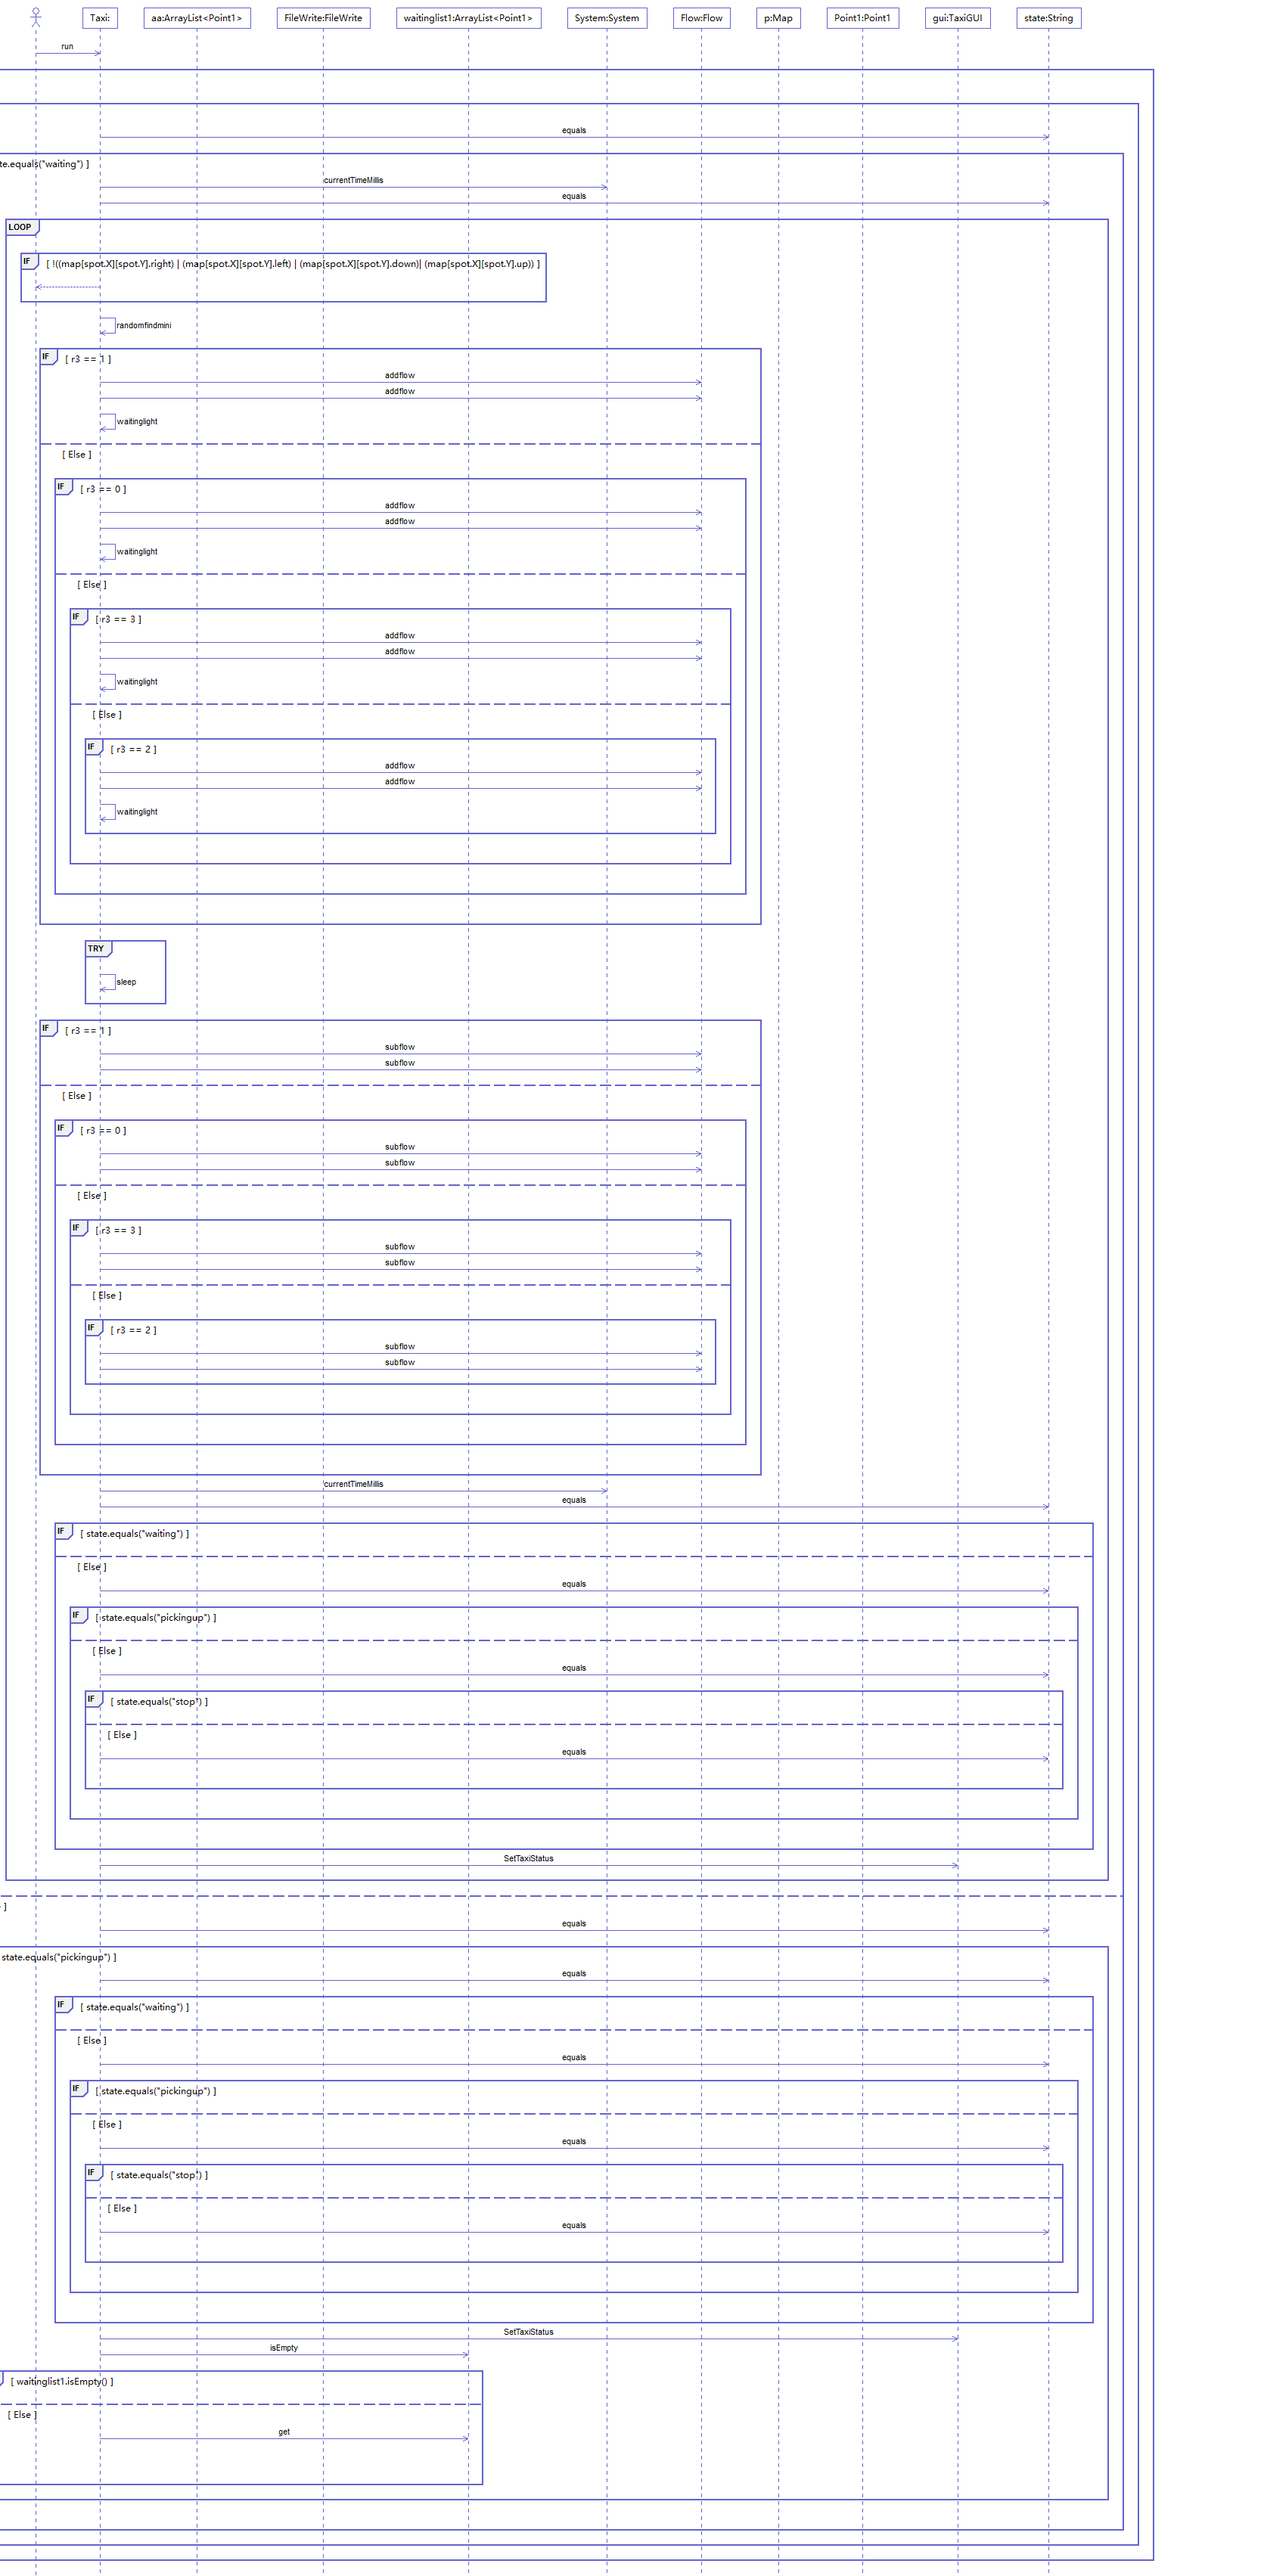 Taxi: aa:ArrayList<Point1> FileWrite:FileWrite waitinglist1:ArrayList<Point1> System:System Flow:Flow p:Map Point1:Point1 gui:TaxiGUI state:String
run
equals
te.equals("waiting") ]
currentTimeMillis
equals
LOOP
IF [ !((map[spot.X][spot.Y].right) | (map[spot.X][spot.Y].left) | (map[spot.X][spot.Y].down)| (map[spot.X][spot.Y].up)) ]
randomfindmini
IF [ r3 == 1 ]
addflow
addflow
waitinglight
[ Else ]
IF [ r3 == 0 ]
addflow
addflow
waitinglight
[ Else ]
IF [ r3 == 3 ]
addflow
addflow
waitinglight
[ Else ]
IF [ r3 == 2 ]
addflow
addflow
waitinglight
TRY
sleep
IF [ r3 == 1 ]
subflow
subflow
[ Else ]
IF [ r3 == 0 ]
subflow
subflow
[ Else ]
IF [ r3 == 3 ]
subflow
subflow
[ Else ]
IF [ r3 == 2 ]
subflow
subflow
currentTimeMillis
equals
IF [ state.equals("waiting") ]
[ Else ]
equals
IF [ state.equals("pickingup") ]
[ Else ]
equals
IF [ state.equals("stop") ]
[ Else ]
equals
SetTaxiStatus
]
equals
state.equals("pickingup") ]
equals
IF [ state.equals("waiting") ]
[ Else ]
equals
IF [ state.equals("pickingup") ]
[ Else ]
equals
IF [ state.equals("stop") ]
[ Else ]
equals
SetTaxiStatus
isEmpty
[ waitinglist1.isEmpty() ]
[ Else ]
get